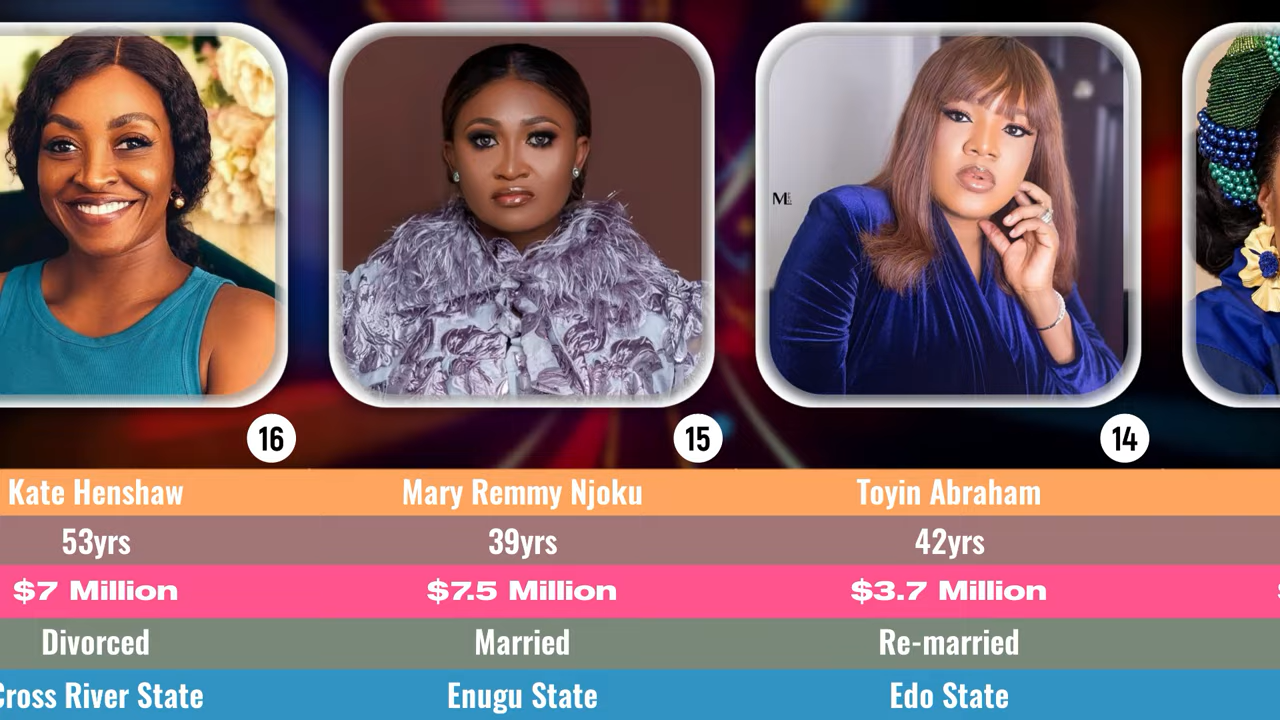 16
15
14
Kate Henshaw
Mary Remmy Njoku
Toyin Abraham
53yrs
39yrs
42yrs
$7 Million
$7.5 Million
$3.7 Million
Divorced
Married
Re-married
Cross River State
Enugu State
Edo State